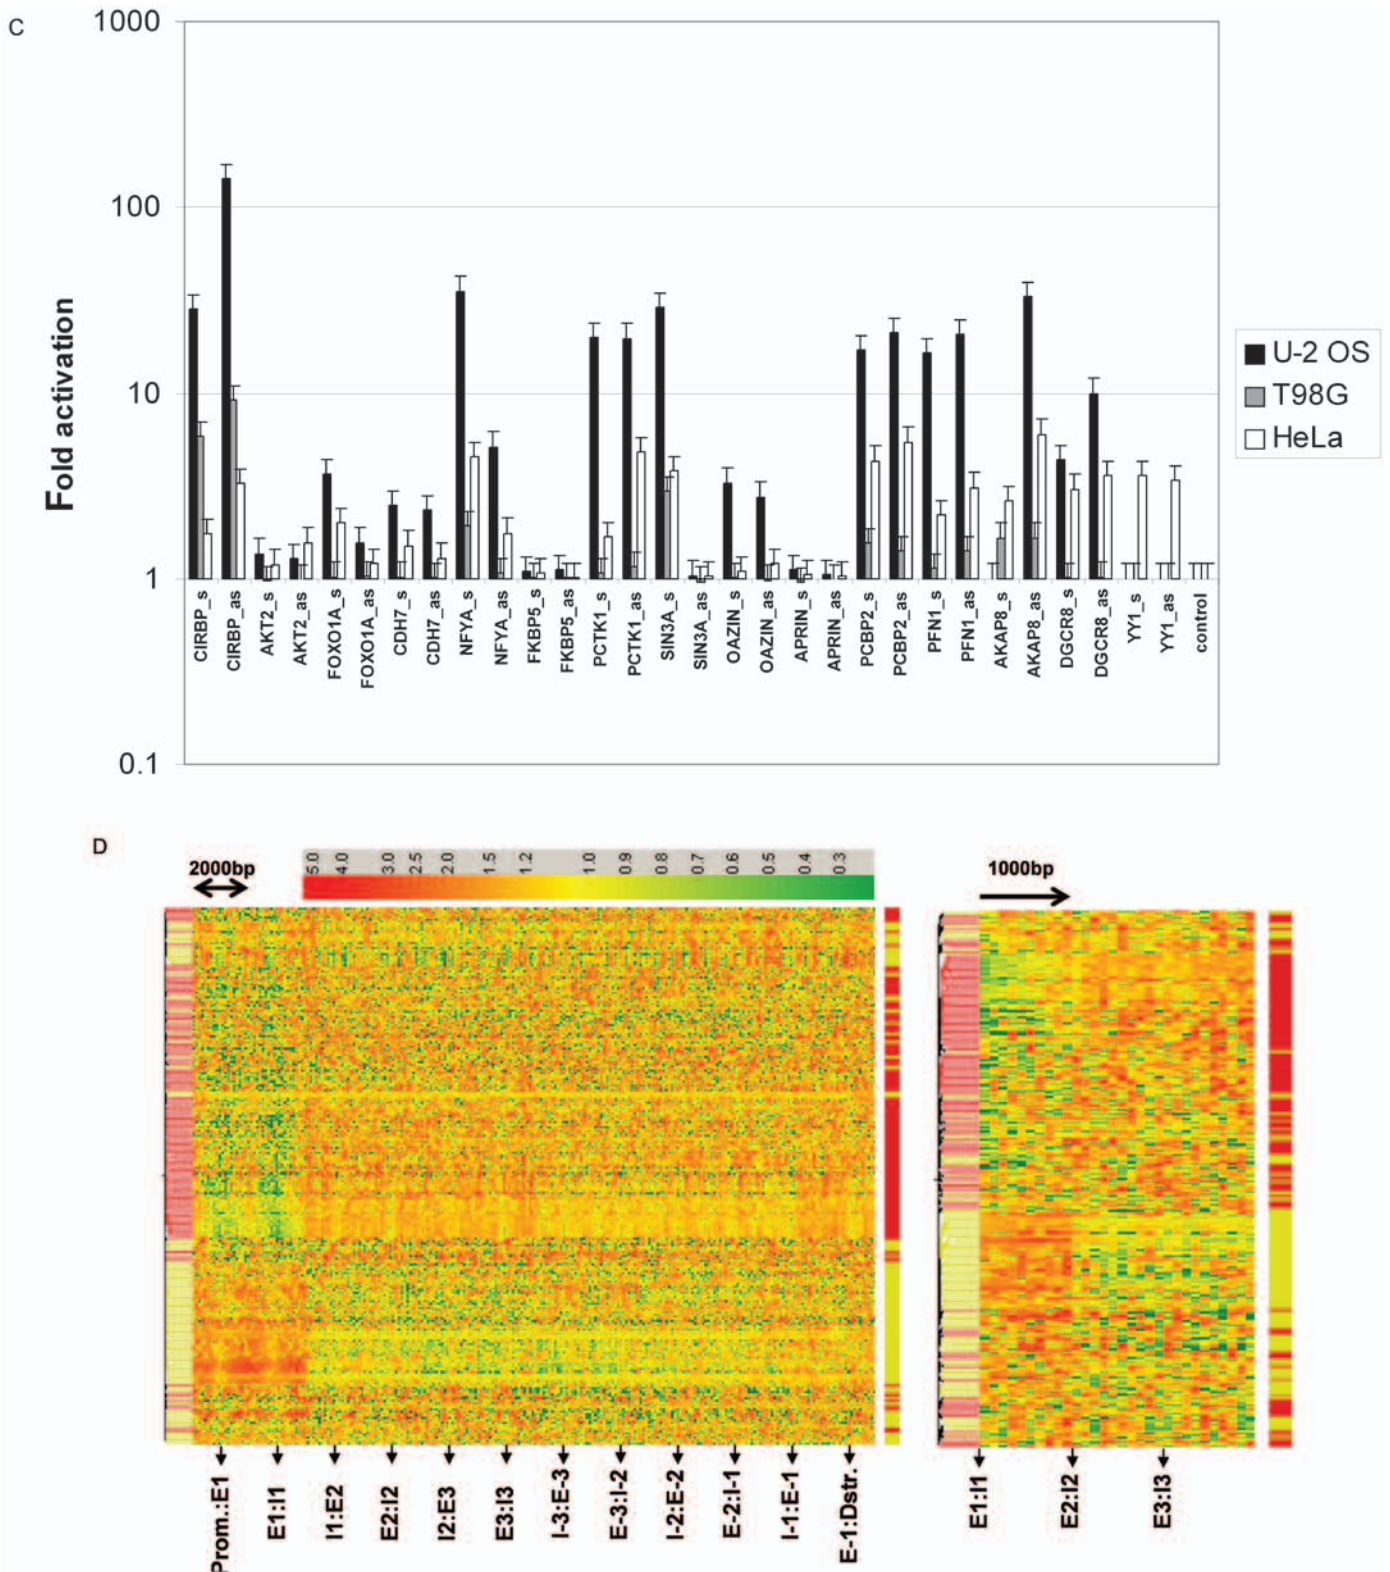 C
1000
100
10
1
0.1
Fold activation
CIRBP_s
CIRBP_as
AKT2_s
AKT2_as
FOXO1A_s
FOXO1A_as
CDH7_s
CDH7_as
NFYA_s
NFYA_as
FKBP5_s
FKBP5_as
PCTK1_s
PCTK1_as
SIN3A_s
SIN3A_as
OAZIN_s
OAZIN_as
APRIN_s
APRIN_as
PCBP2_s
PCBP2_as
PFN1_s
PFN1_as
AKAP8_s
AKAP8_as
DGCR8_s
DGCR8_as
YY1_s
YY1_as
control
U-2 OS
T98G
HeLa
D
2000bp
5.0 4.0 3.0 2.5 2.0 1.5 1.2 1.0 0.9 0.8 0.7 0.6 0.5 0.4 0.3
1000bp
Prom.:E1
E1:I1
I1:E2
E2:I2
I2:E3
E3:I3
I-3:E-3
E-3:I-2
I-2:E-2
E-2:I-1
I-1:E-1
E-1:Dstr.
E1:I1
E2:I2
E3:I3